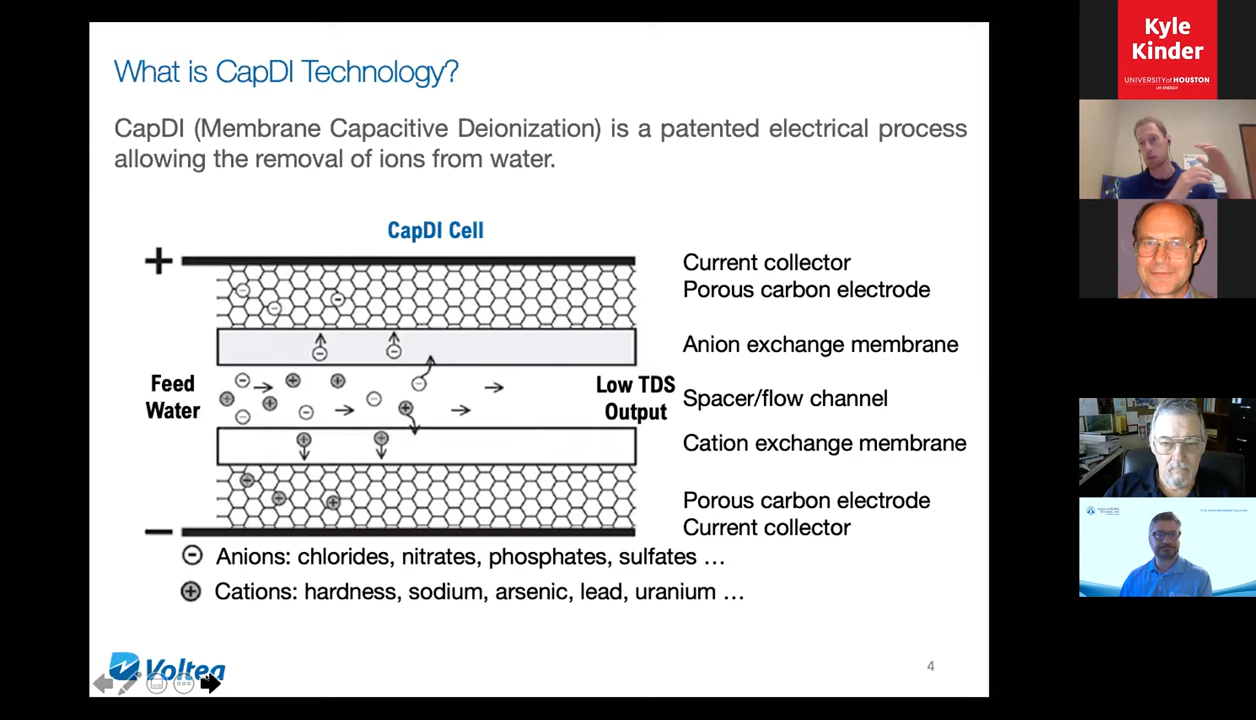 What is CapDI Technology?
CapDI (Membrane Capacitive Deionization) is a patented electrical process
allowing the removal of ions from water.
CapDI Cell
+
Current collector
Porous carbon electrode
Anion exchange membrane
Feed
Water
Low TDS
Output
Spacer/flow channel
Cation exchange membrane
Porous carbon electrode
Current collector
−
Anions: chlorides, nitrates, phosphates, sulfates …
Cations: hardness, sodium, arsenic, lead, uranium …
Voltea
4
Kyle
Kinder
UNIVERSITY of HOUSTON
UH ENERGY